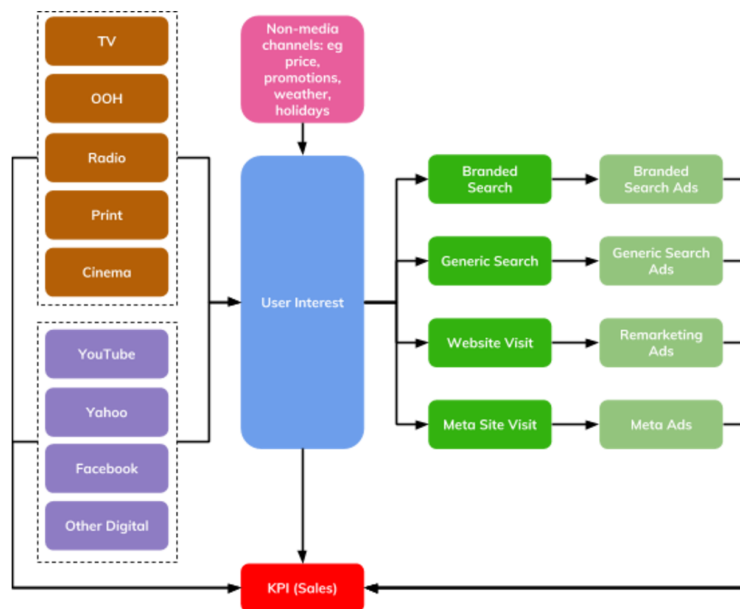 TV
OOH
Radio
Print
Cinema
YouTube
Yahoo
Facebook
Other Digital
Non-media
channels: eg
price,
promotions,
weather,
holidays
User Interest
KPI (Sales)
Branded
Search
Generic Search
Website Visit
Meta Site Visit
Branded
Search Ads
Generic Search
Ads
Remarketing
Ads
Meta Ads